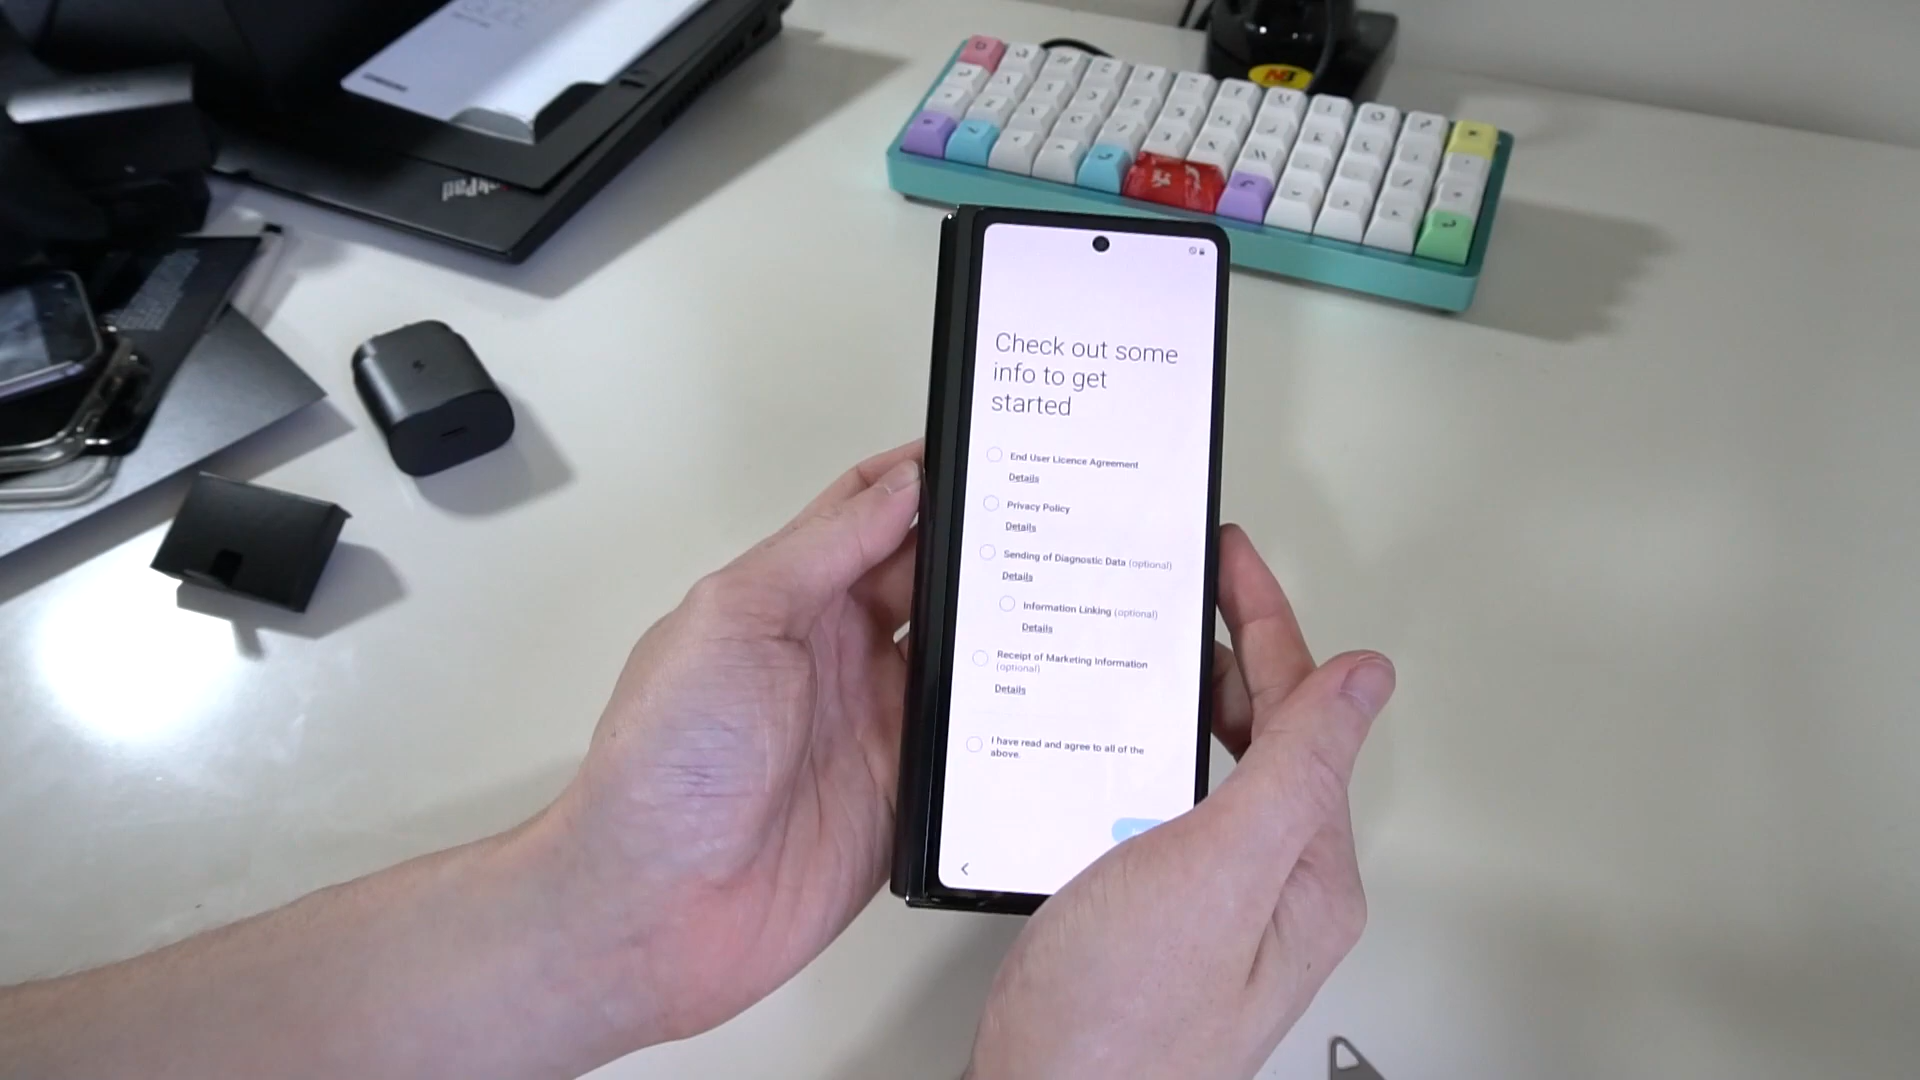 Check out some
info to get
started
End User Licence Agreement
Details
Privacy Policy
Details
Sending of Diagnostic Data (optional)
Details
Information Linking (optional)
Details
Receipt of Marketing Information
(optional)
Details
I have read and agree to all of the
above.